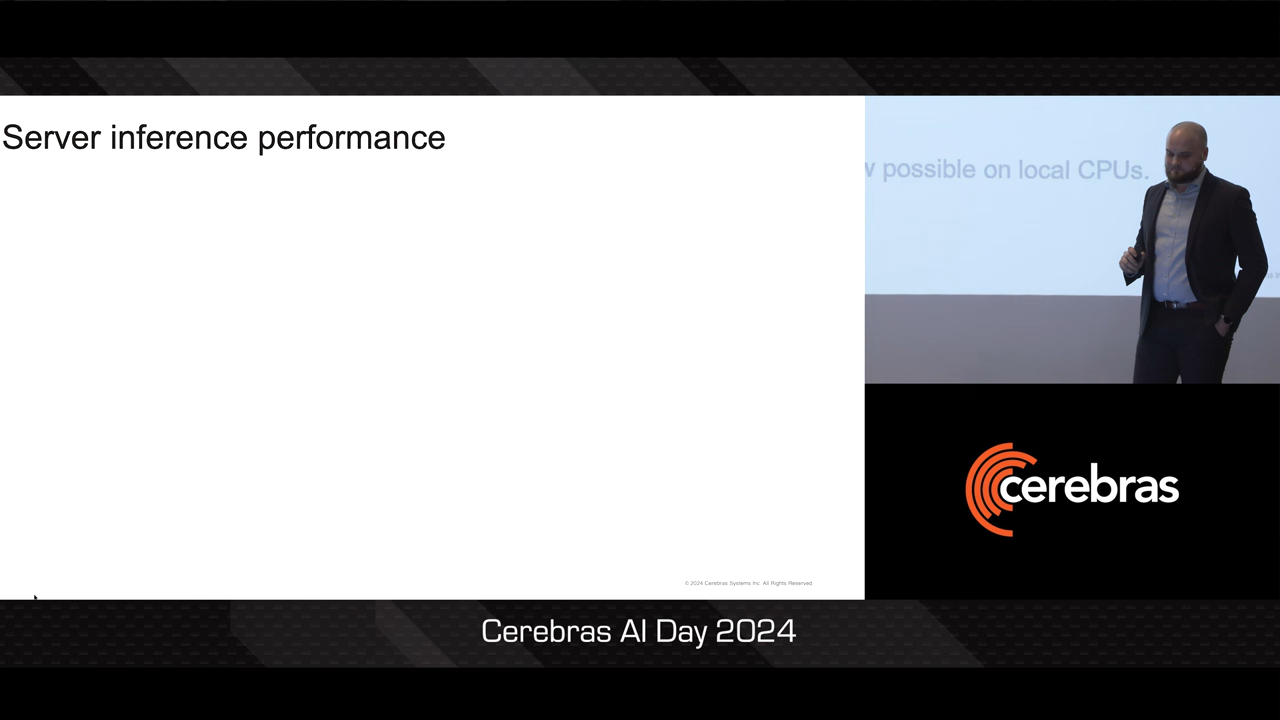 Server inference performance
possible on local CPUs.
cerebras
© 2024 Cerebras Systems Inc. All Rights Reserved
Cerebras AI Day 2024